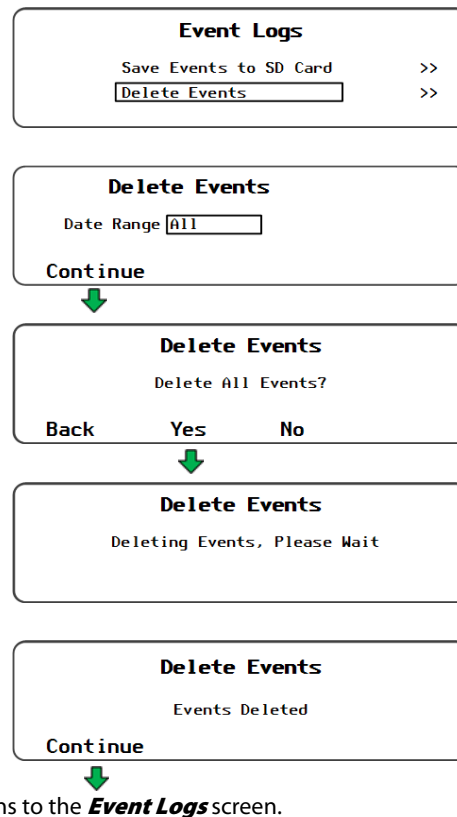 Event Logs
Save Events to SD Card >>
Delete Events >>
Delete Events
Date Range All
Continue
Delete Events
Delete All Events?
Back Yes No
Delete Events
Deleting Events, Please Wait
Delete Events
Events Deleted
Continue
to the Event Logs screen.